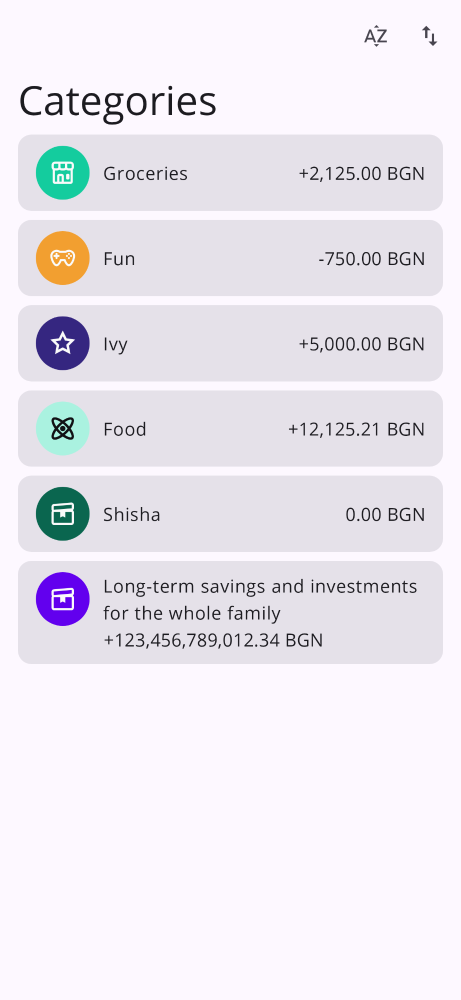 AZ
Categories
Groceries +2,125.00 BGN
Fun -750.00 BGN
Ivy +5,000.00 BGN
Food +12,125.21 BGN
Shisha 0.00 BGN
Long-term savings and investments
for the whole family
+123,456,789,012.34 BGN